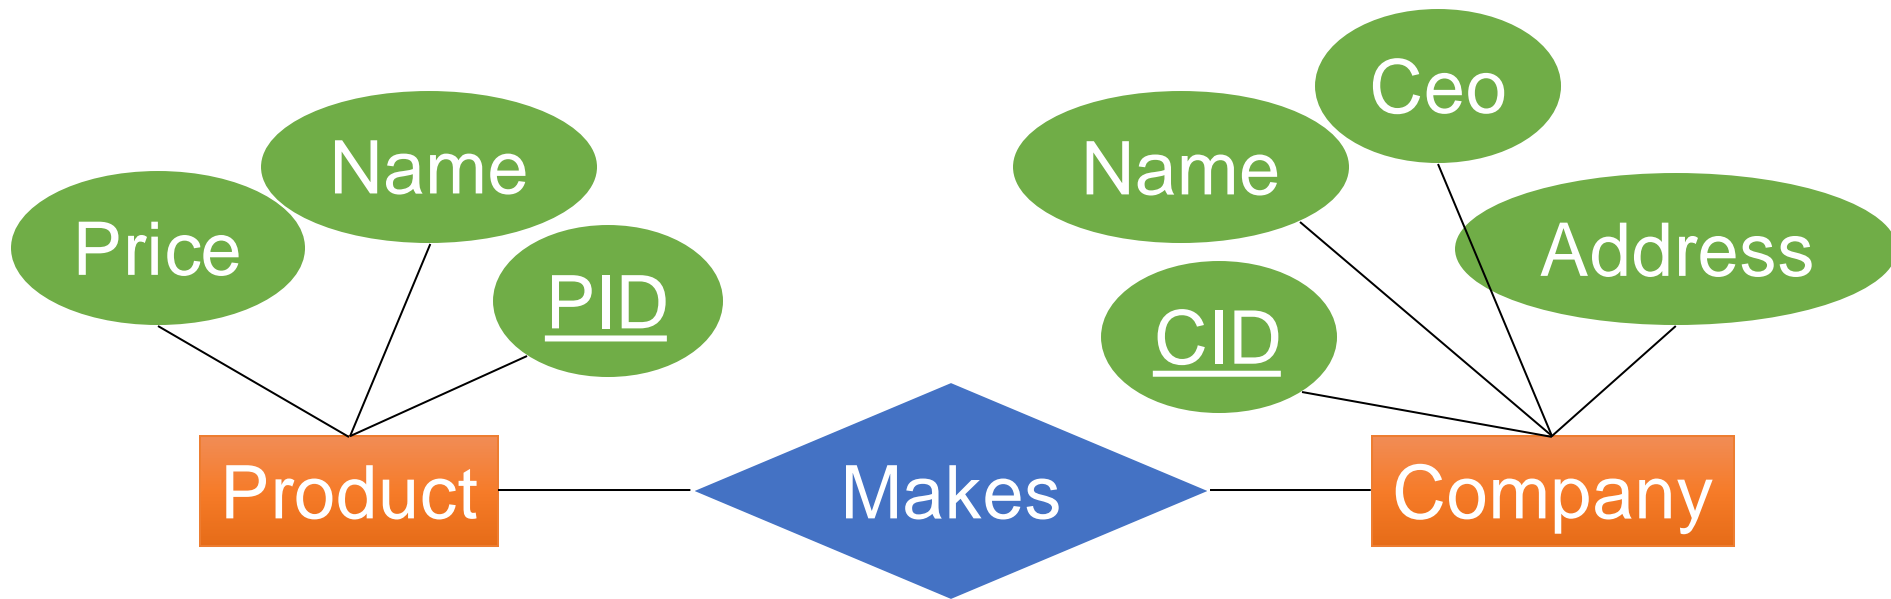 Ceo
Name
Name
Price
Address
PID
CID
Product
Makes
Company